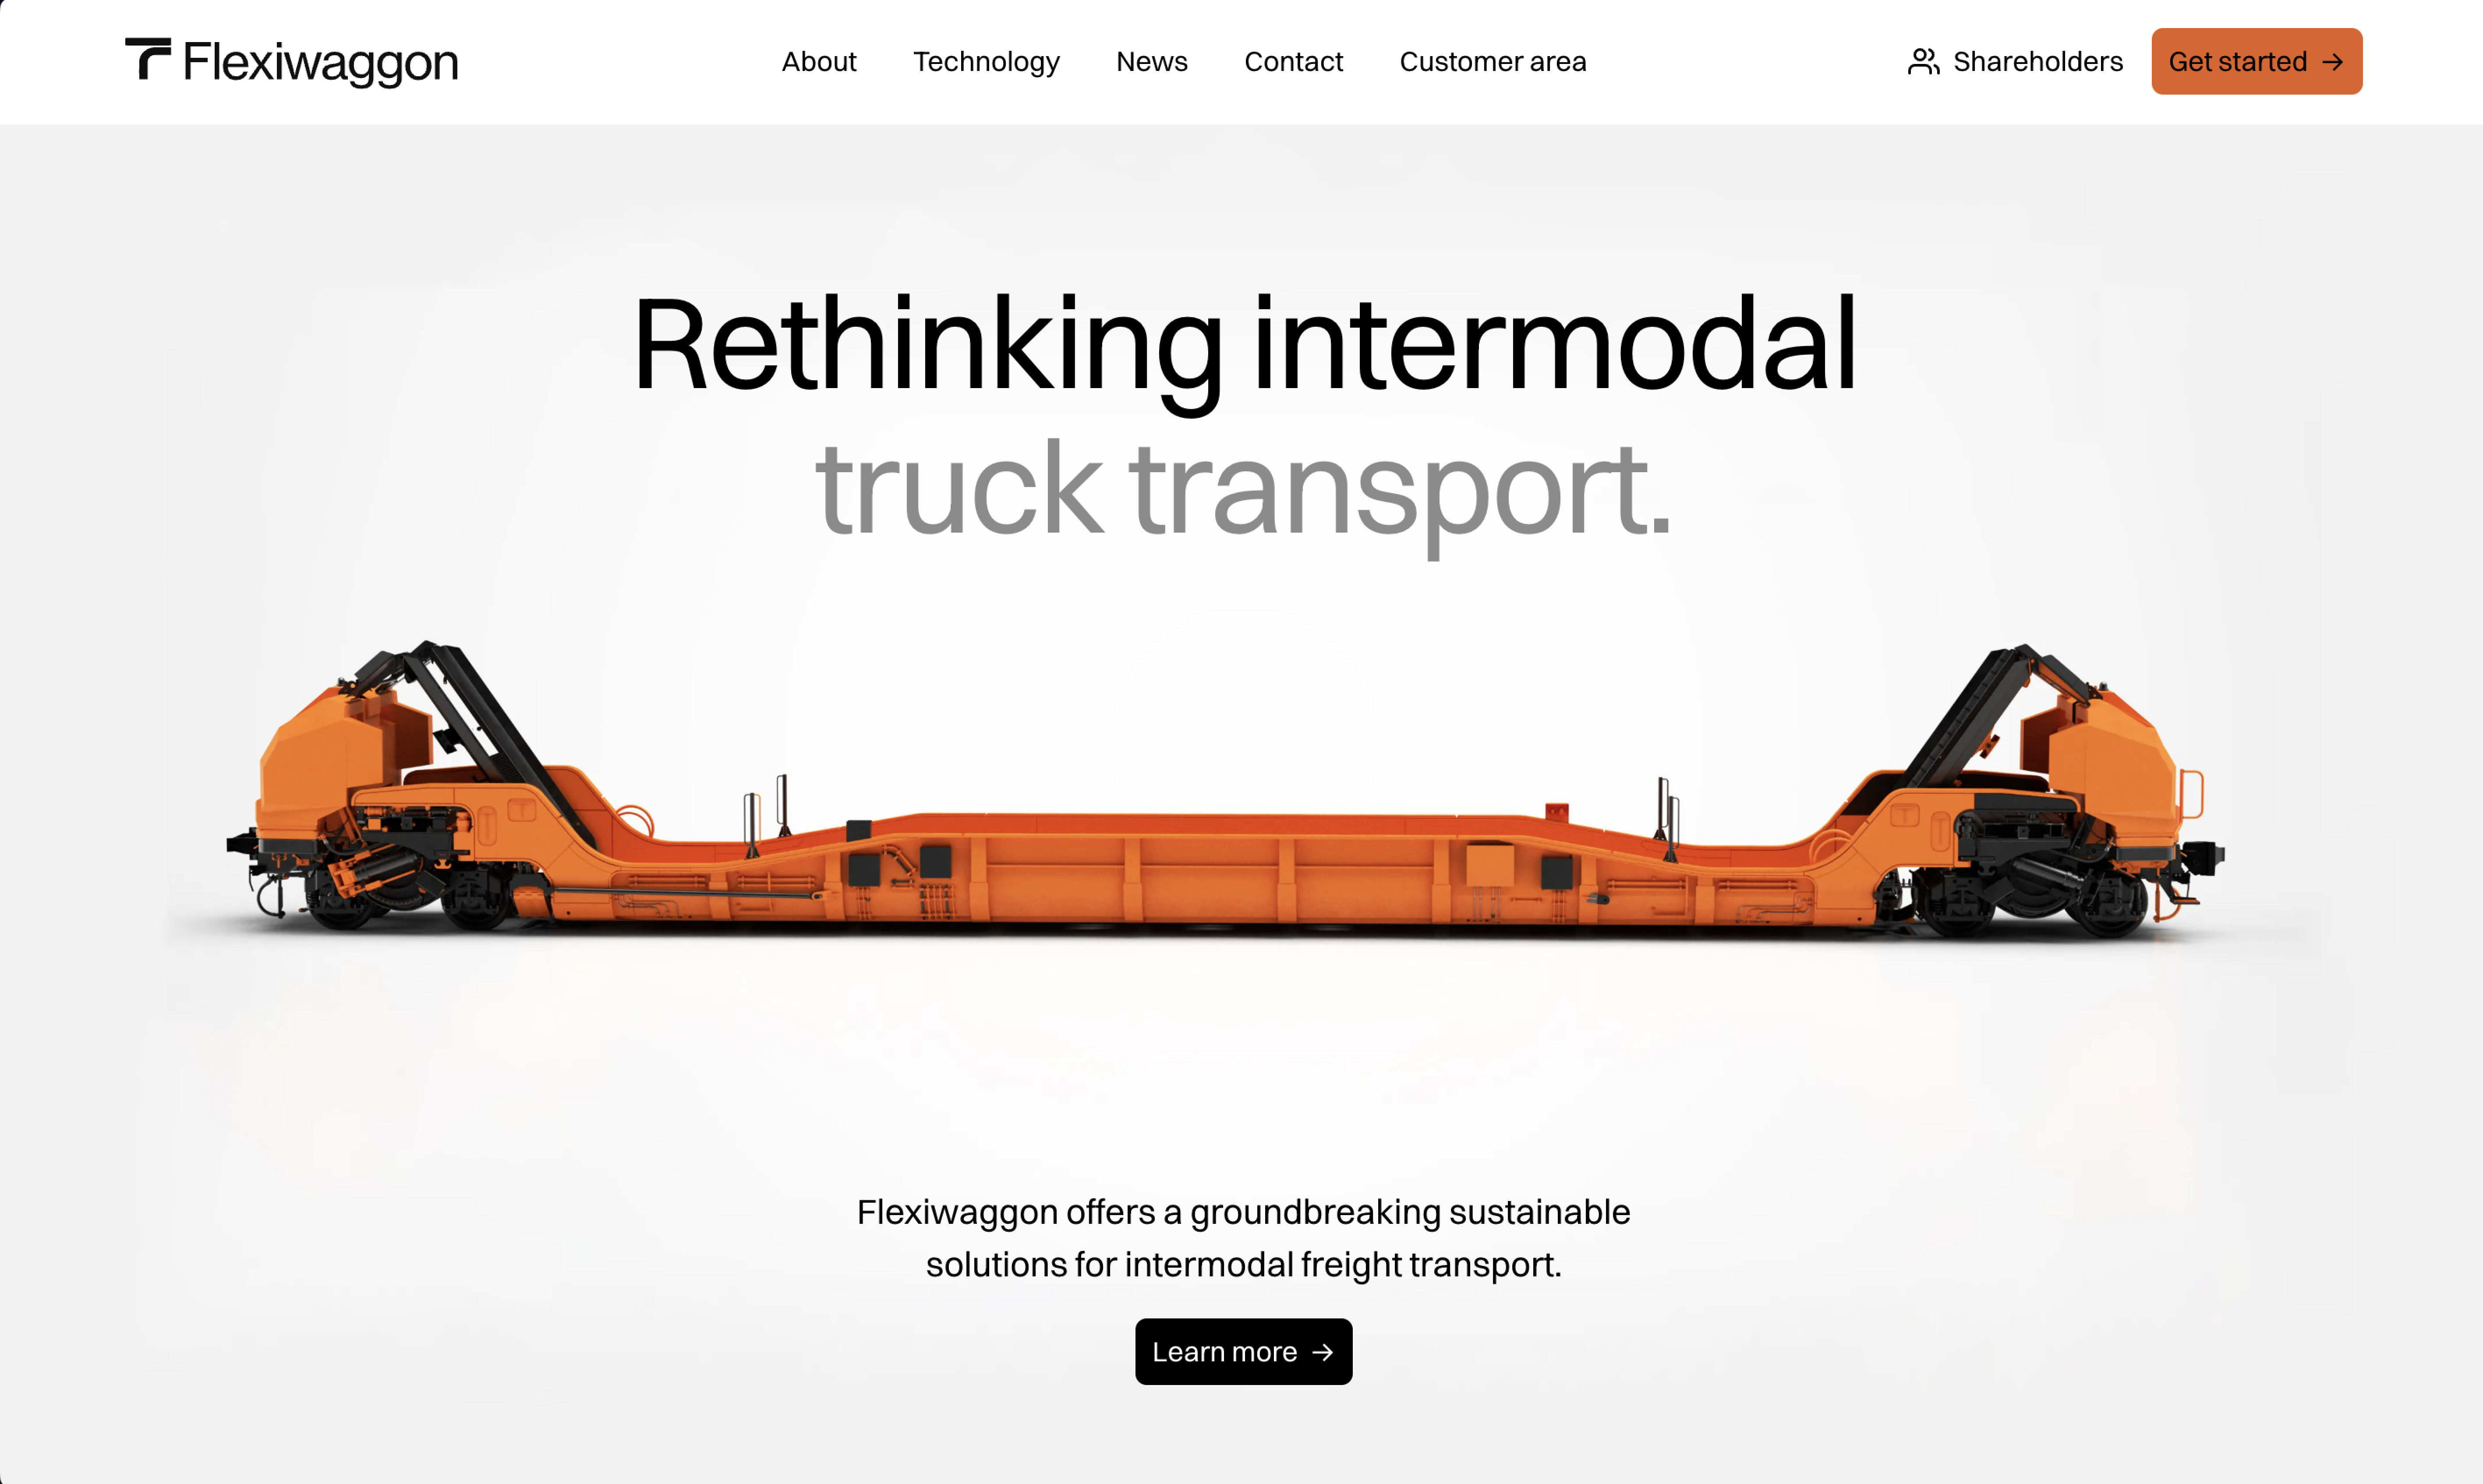 Flexiwaggon
About
Technology
News
Contact
Customer area
Shareholders
Get started →
Rethinking intermodal
truck transport.
Flexiwaggon offers a groundbreaking sustainable
solutions for intermodal freight transport.
Learn more →